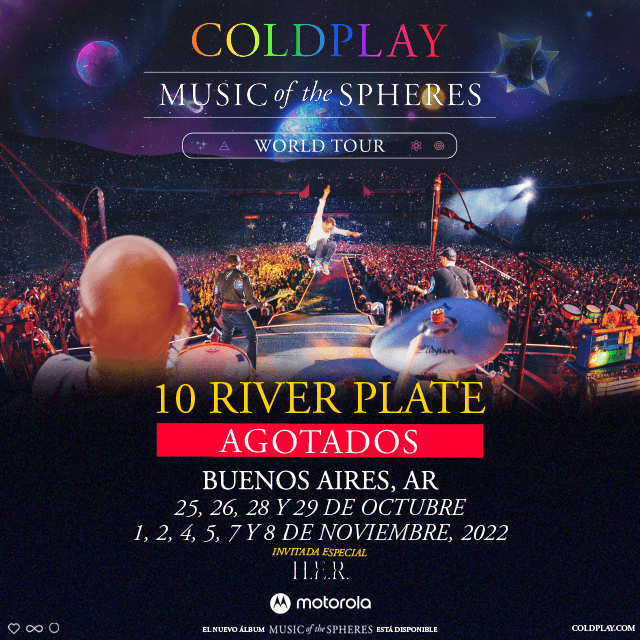 COLDPLAY
MUSIC of the SPHERES
WORLD TOUR
Zildjian
10 RIVER PLATE
AGOTADOS
BUENOS AIRES, AR
25, 26, 28 Y 29 DE OCTUBRE
1, 2, 4, 5, 7 Y 8 DE NOVIEMBRE, 2022
INVITADA ESPECIAL
H.E.R.
motorola
EL NUEVO ÁLBUM MUSIC of the SPHERES ESTÁ DISPONIBLE
COLDPLAY.COM